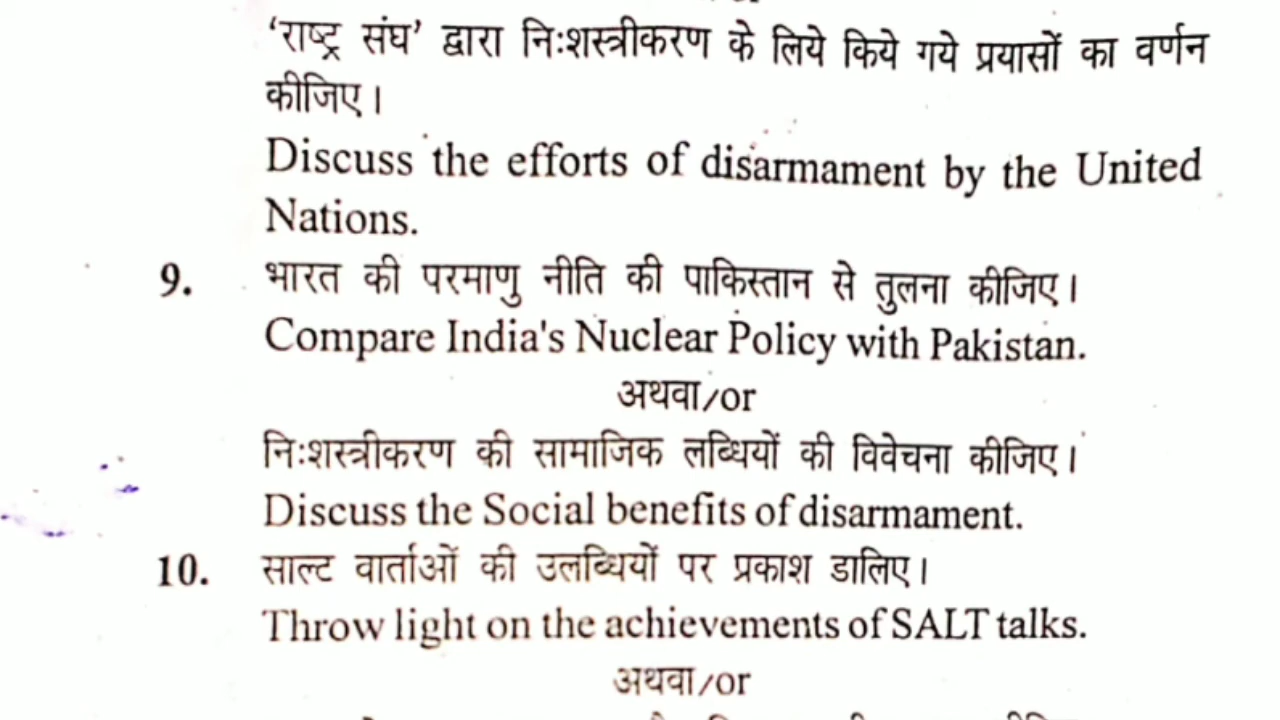 ‘राष्ट्र संघ’ द्वारा निःशस्त्रीकरण के लिये किये गये प्रयासों का वर्णन
कीजिए।
Discuss the efforts of disarmament by the United
Nations.
9. भारत की परमाणु नीति की पाकिस्तान से तुलना कीजिए।
Compare India's Nuclear Policy with Pakistan.
अथवा/or
निःशस्त्रीकरण की सामाजिक लब्धियों की विवेचना कीजिए।
Discuss the Social benefits of disarmament.
10. साल्ट वार्ताओं की उलब्धियों पर प्रकाश डालिए।
Throw light on the achievements of SALT talks.
अथवा/or